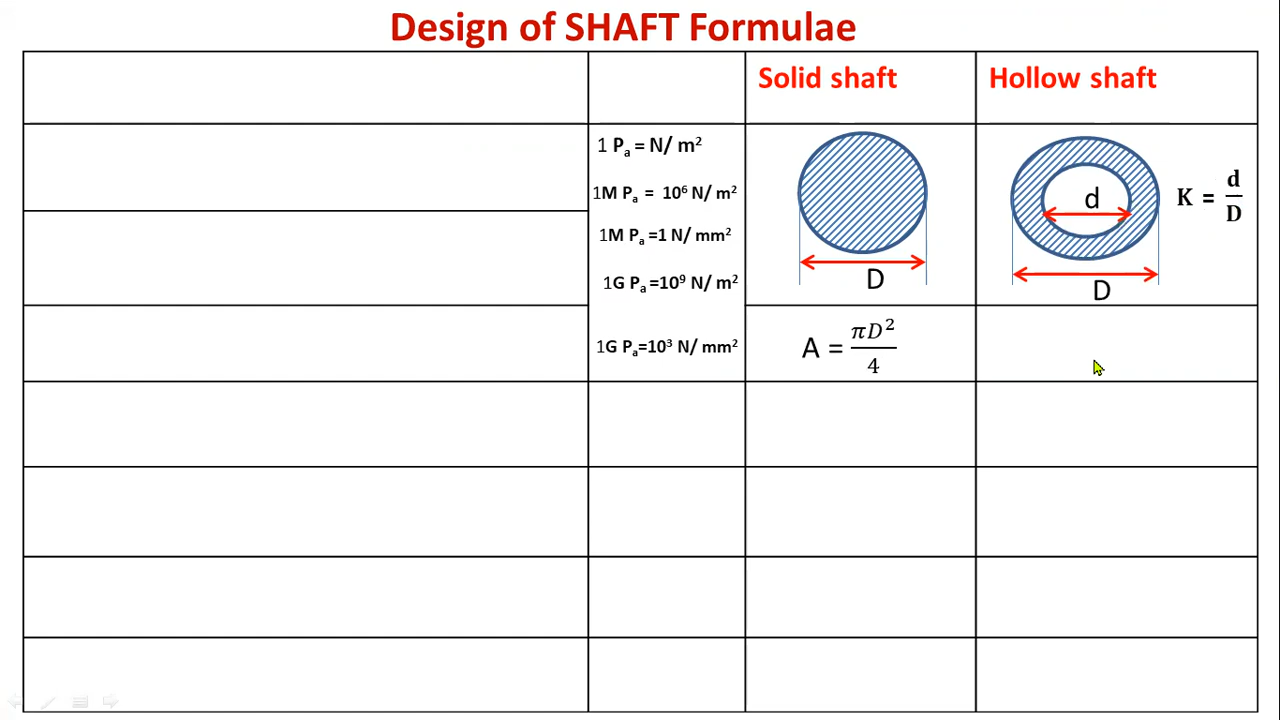 Design of SHAFT Formulae
Solid shaft
Hollow shaft
1 Pₐ = N/ m²
1M Pₐ = 10⁶ N/ m²
1M Pₐ =1 N/ mm²
1G Pₐ =10⁹ N/ m²
1G Pₐ=10³ N/ mm²
D
d
D
K = d/D
A = πD²/4